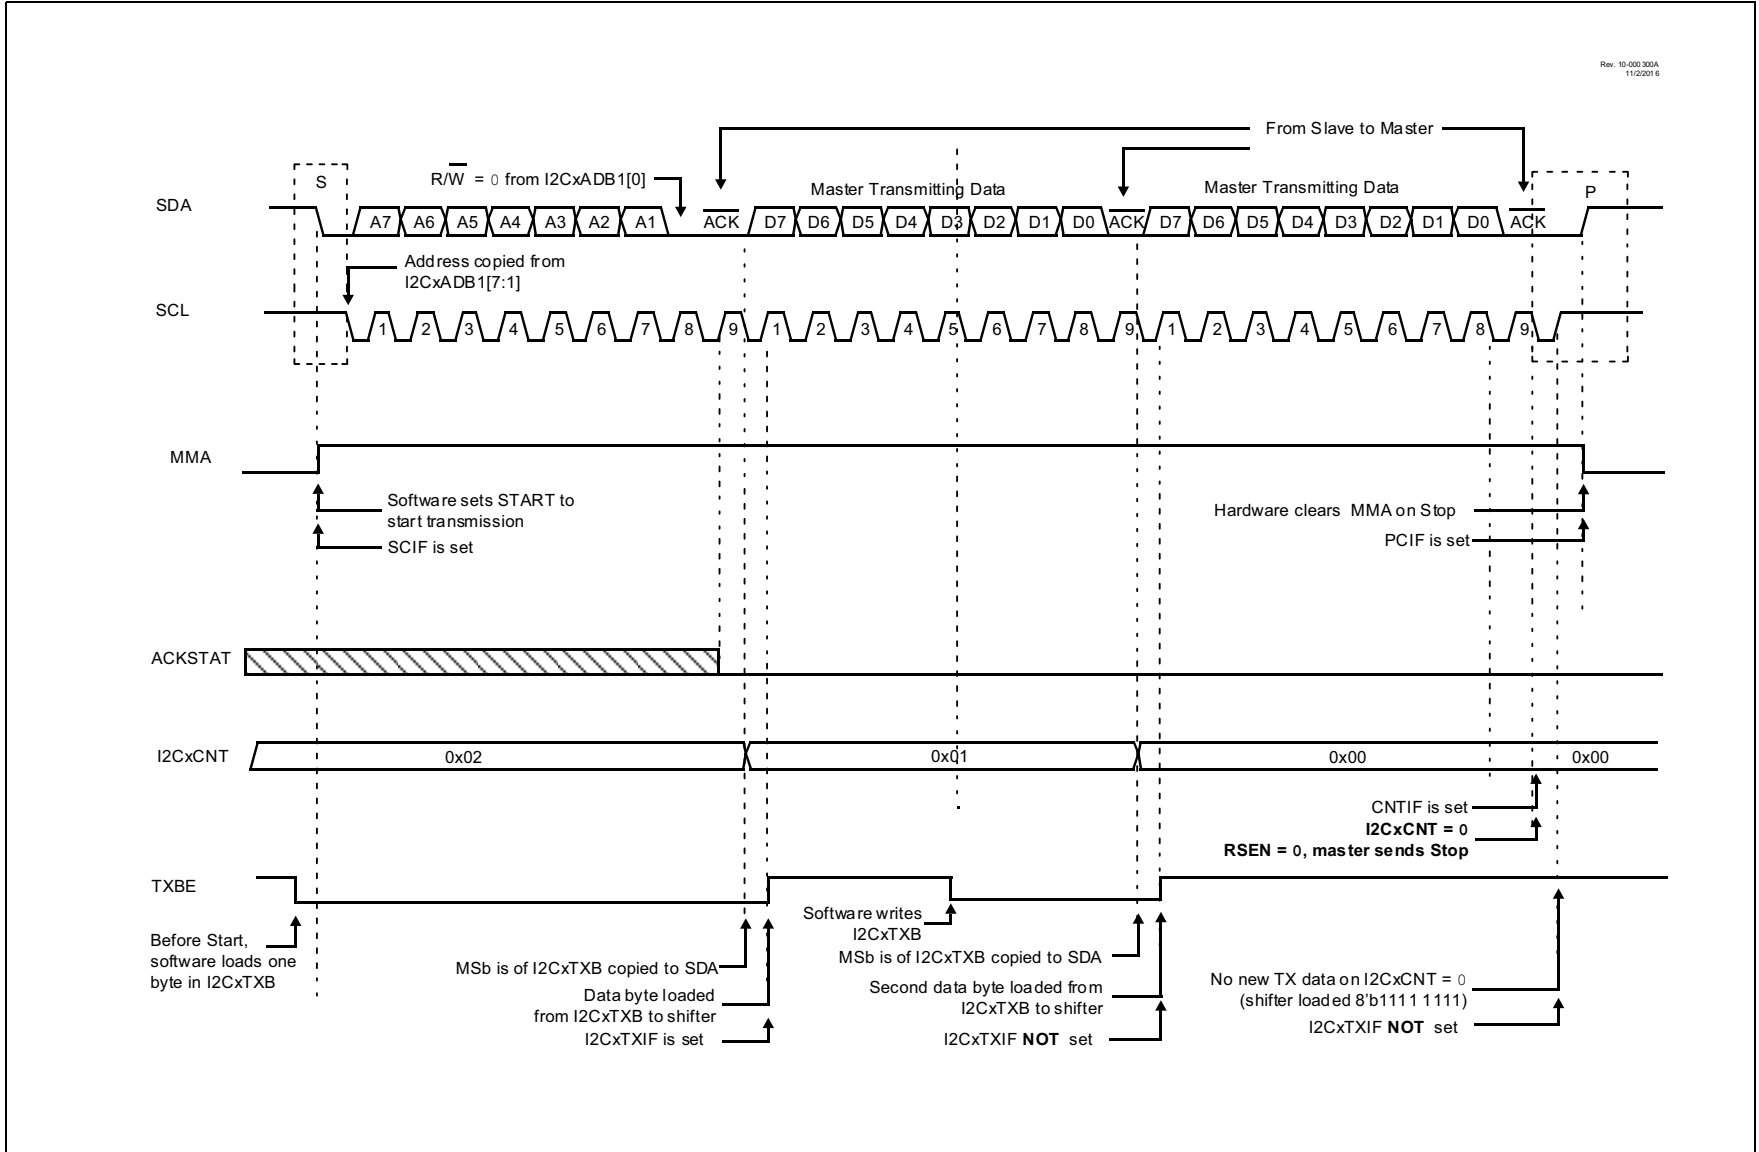 Rev. 10-000300A
11/2/2016
From Slave to Master
S
R/W = 0 from I2CxADB1[0]
Master Transmitting Data
Master Transmitting Data
P
SDA
A7 A6 A5 A4 A3 A2 A1 ACK D7 D6 D5 D4 D3 D2 D1 D0 ACK D7 D6 D5 D4 D3 D2 D1 D0 ACK
Address copied from
I2CxADB1[7:1]
SCL
1 2 3 4 5 6 7 8 9 1 2 3 4 5 6 7 8 9 1 2 3 4 5 6 7 8 9
MMA
Software sets START to
start transmission
SCIF is set
Hardware clears MMA on Stop
PCIF is set
ACKSTAT
I2CxCNT
0x02 0x01 0x00 0x00
CNTIF is set
I2CxCNT = 0
RSEN = 0, master sends Stop
TXBE
Before Start,
software loads one
byte in I2CxTXB
MSb is of I2CxTXB copied to SDA
Data byte loaded
from I2CxTXB to shifter
I2CxTXIF is set
Software writes
I2CxTXB
MSb is of I2CxTXB copied to SDA
Second data byte loaded from
I2CxTXB to shifter
I2CxTXIF NOT set
No new TX data on I2CxCNT = 0
(shifter loaded 8'b1111 1111)
I2CxTXIF NOT set